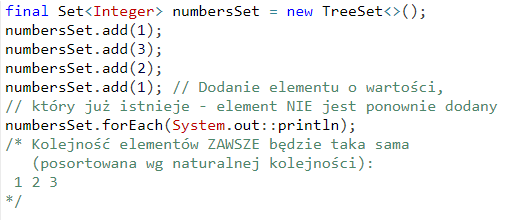 final Set<Integer> numbersSet = new TreeSet<>();
numbersSet.add(1);
numbersSet.add(3);
numbersSet.add(2);
numbersSet.add(1); // Dodanie elementu o wartości,
// który już istnieje - element NIE jest ponownie dodany
numbersSet.forEach(System.out::println);
/* Kolejność elementów ZAWSZE będzie taka sama
   (posortowana wg naturalnej kolejności):
 1 2 3
*/